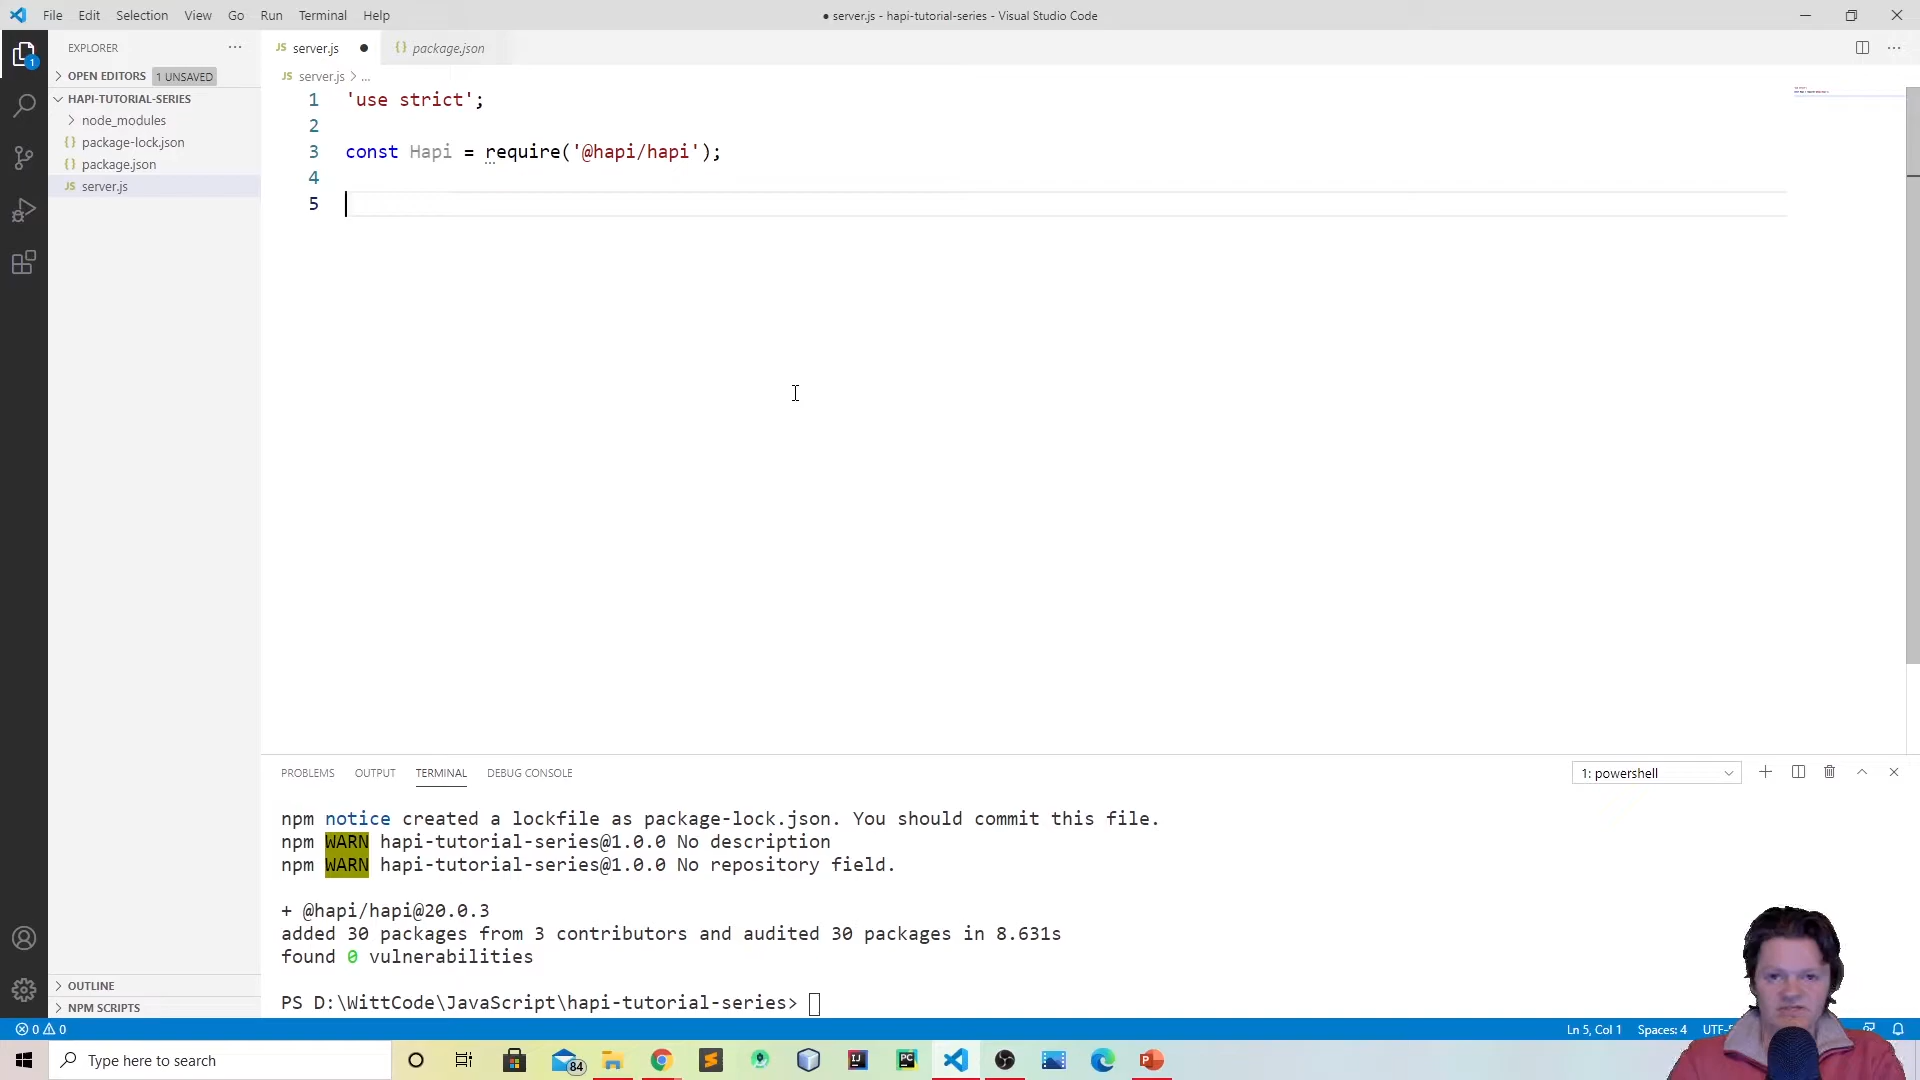 File Edit Selection View Go Run Terminal Help
● server.js - hapi-tutorial-series - Visual Studio Code
EXPLORER
OPEN EDITORS 1 UNSAVED
HAPI-TUTORIAL-SERIES
node_modules
{} package-lock.json
{} package.json
JS server.js
OUTLINE
NPM SCRIPTS
JS server.js ●
{} package.json
JS server.js > ...
1 'use strict';
2
3 const Hapi = require('@hapi/hapi');
4
5
PROBLEMS OUTPUT TERMINAL DEBUG CONSOLE
1: powershell
npm notice created a lockfile as package-lock.json. You should commit this file.
npm WARN hapi-tutorial-series@1.0.0 No description
npm WARN hapi-tutorial-series@1.0.0 No repository field.
+ @hapi/hapi@20.0.3
added 30 packages from 3 contributors and audited 30 packages in 8.631s
found 0 vulnerabilities
PS D:\WittCode\JavaScript\hapi-tutorial-series>
0 0
Ln 5, Col 1 Spaces: 4
Type here to search
84
IJ
PC
P
1